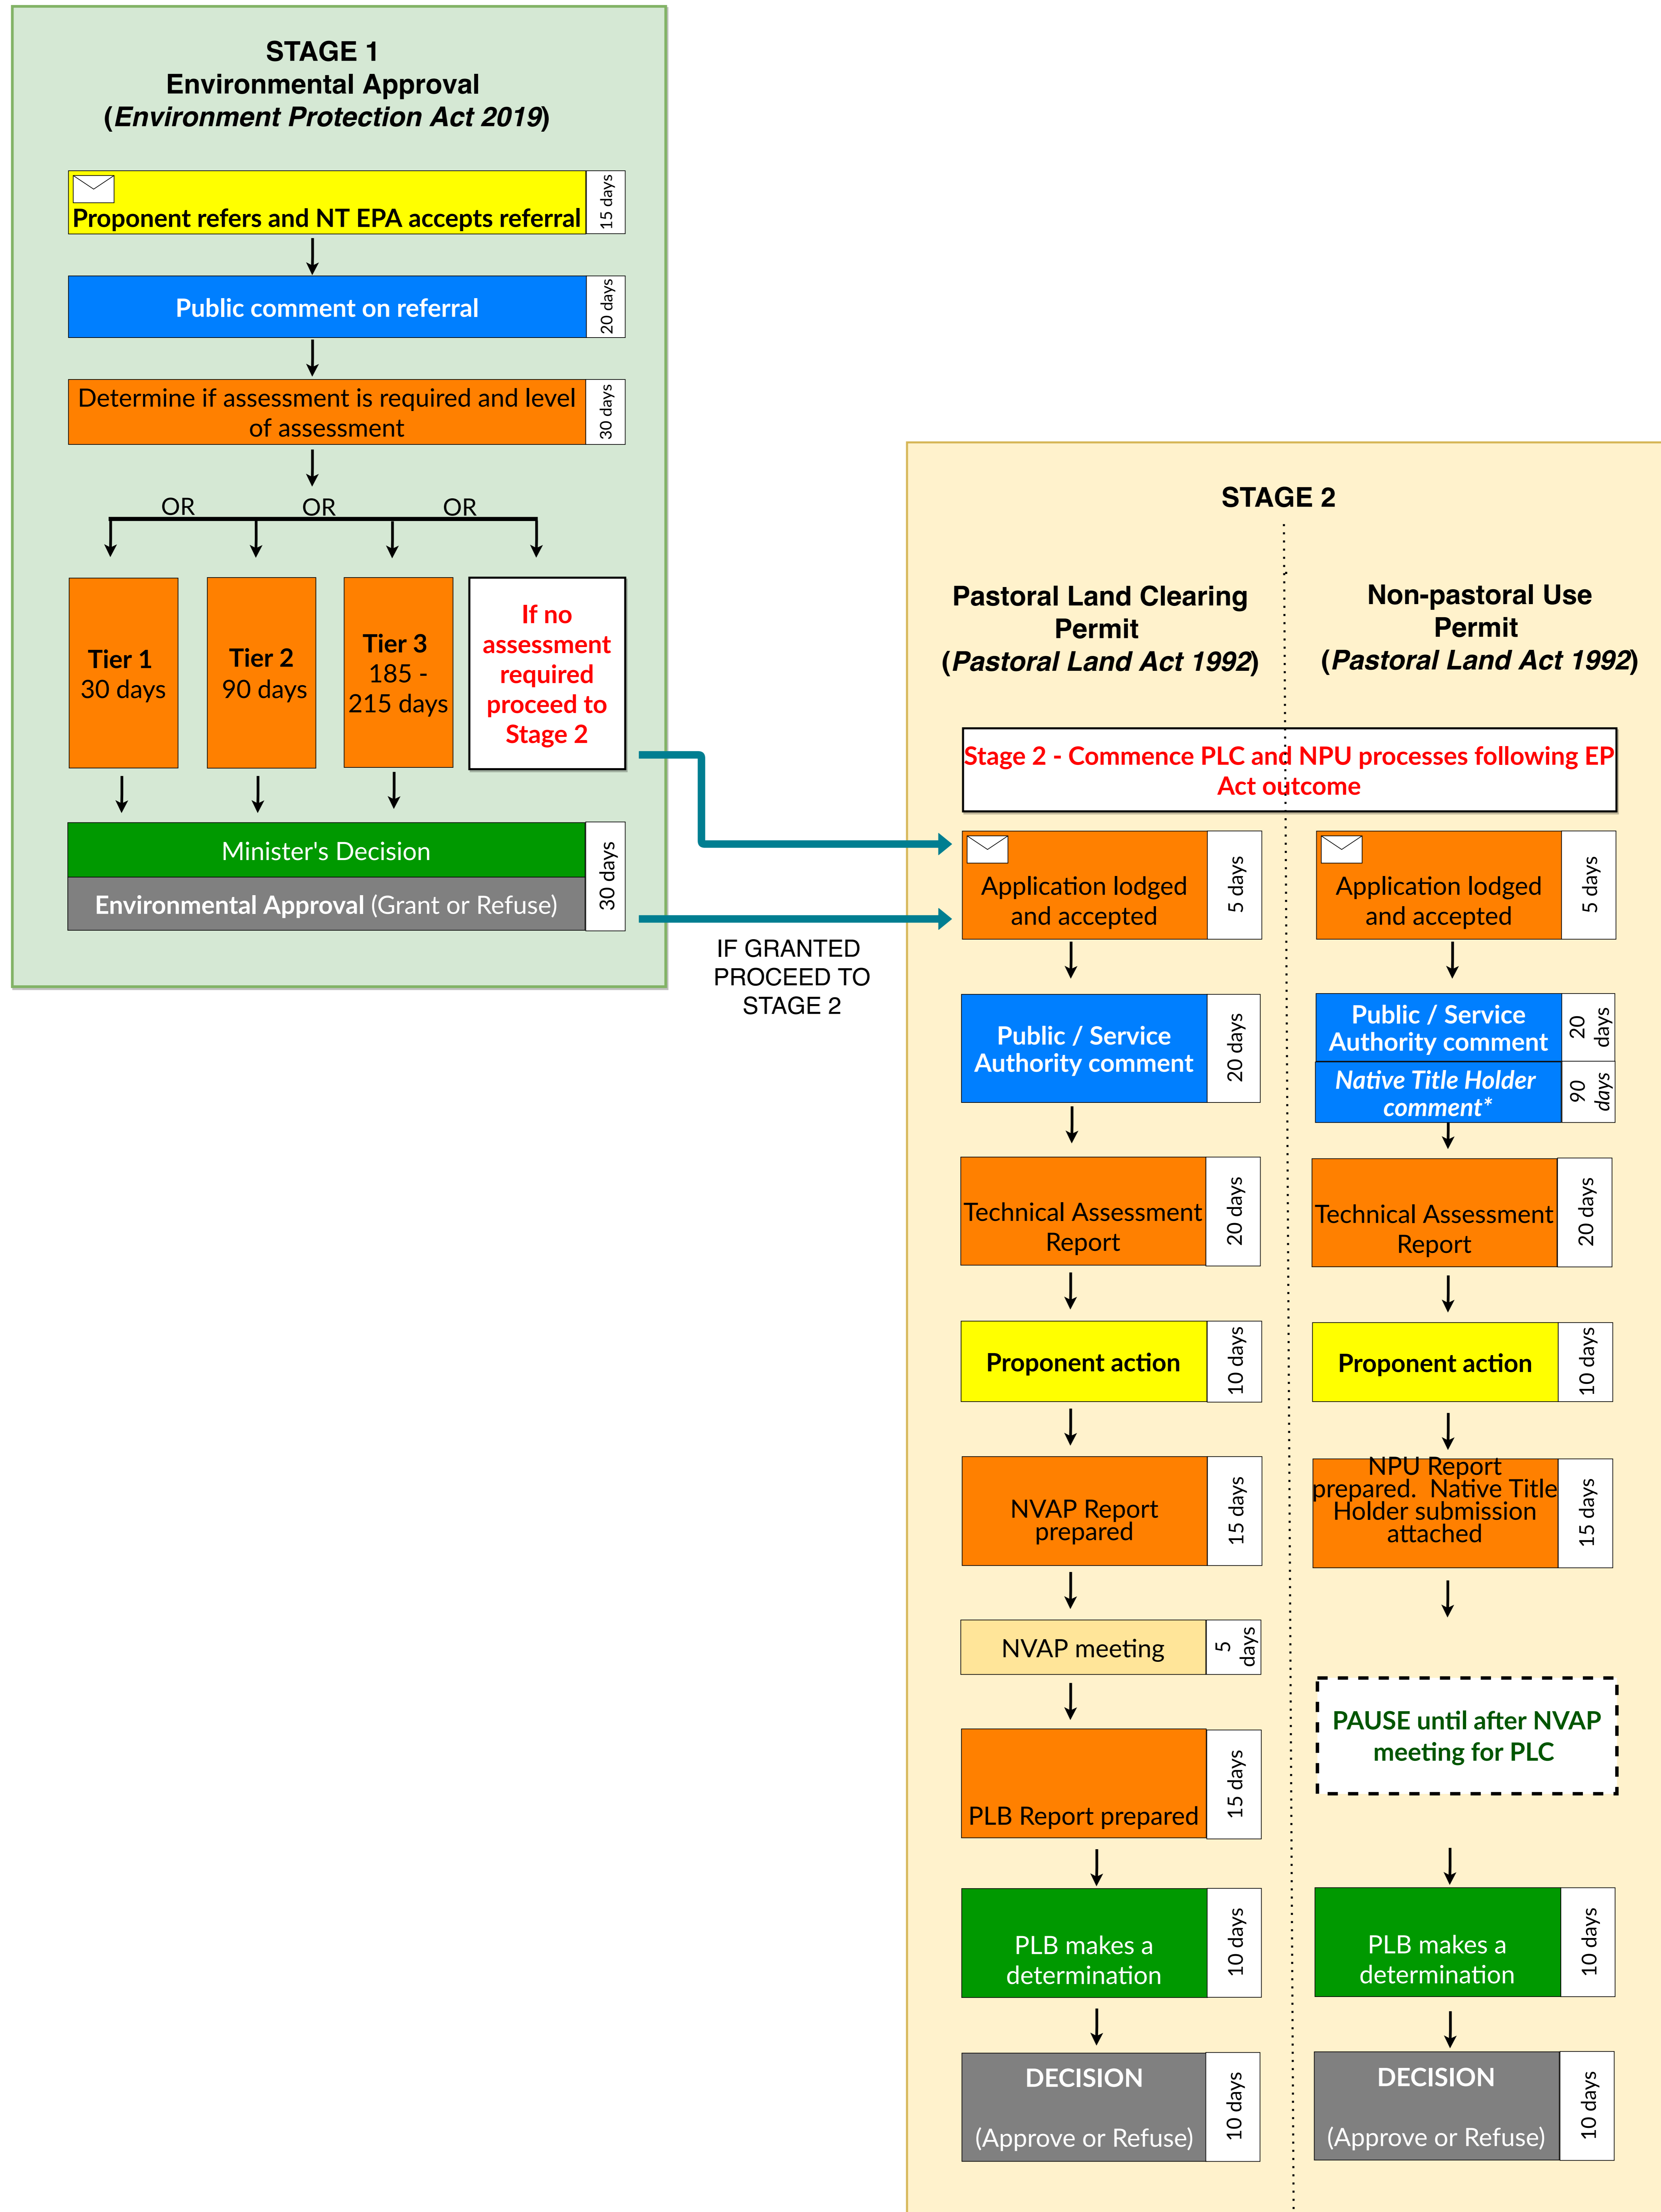 STAGE 1
Environmental Approval
(Environment Protection Act 2019)
Proponent refers and NT EPA accepts referral
15 days
Public comment on referral
20 days
Determine if assessment is required and level
of assessment
30 days
OR
OR
OR
Tier 1
30 days
Tier 2
90 days
Tier 3
185 -
215 days
If no
assessment
required
proceed to
Stage 2
Minister's Decision
Environmental Approval (Grant or Refuse)
30 days
IF GRANTED
PROCEED TO
STAGE 2
STAGE 2
Pastoral Land Clearing
Permit
(Pastoral Land Act 1992)
Non-pastoral Use
Permit
(Pastoral Land Act 1992)
Stage 2 - Commence PLC and NPU processes following EP
Act outcome
Application lodged
and accepted
5 days
Public / Service
Authority comment
20 days
Technical Assessment
Report
20 days
Proponent action
10 days
NVAP Report
prepared
15 days
NVAP meeting
5
days
PLB Report prepared
15 days
PLB makes a
determination
10 days
DECISION
(Approve or Refuse)
10 days
Application lodged
and accepted
5 days
Public / Service
Authority comment
20
days
Native Title Holder
comment*
90
days
Technical Assessment
Report
20 days
Proponent action
10 days
NPU Report
prepared.  Native Title
Holder submission
attached
15 days
PAUSE until after NVAP
meeting for PLC
PLB makes a
determination
10 days
DECISION
(Approve or Refuse)
10 days